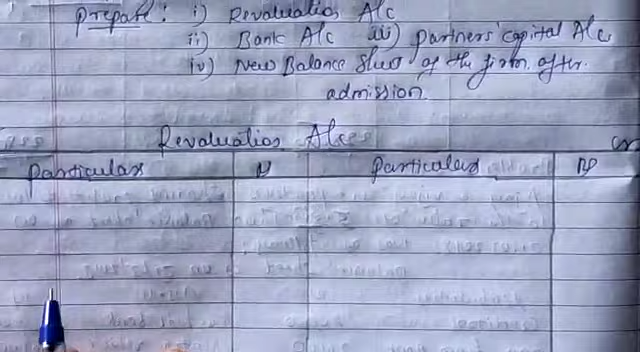 prepare: i) Revaluation A/c
ii) Bank A/c iii) partners' capital A/c
iv) New Balance Sheet of the firm after
admission
Revaluation A/c
Cr
Particulars Particulars